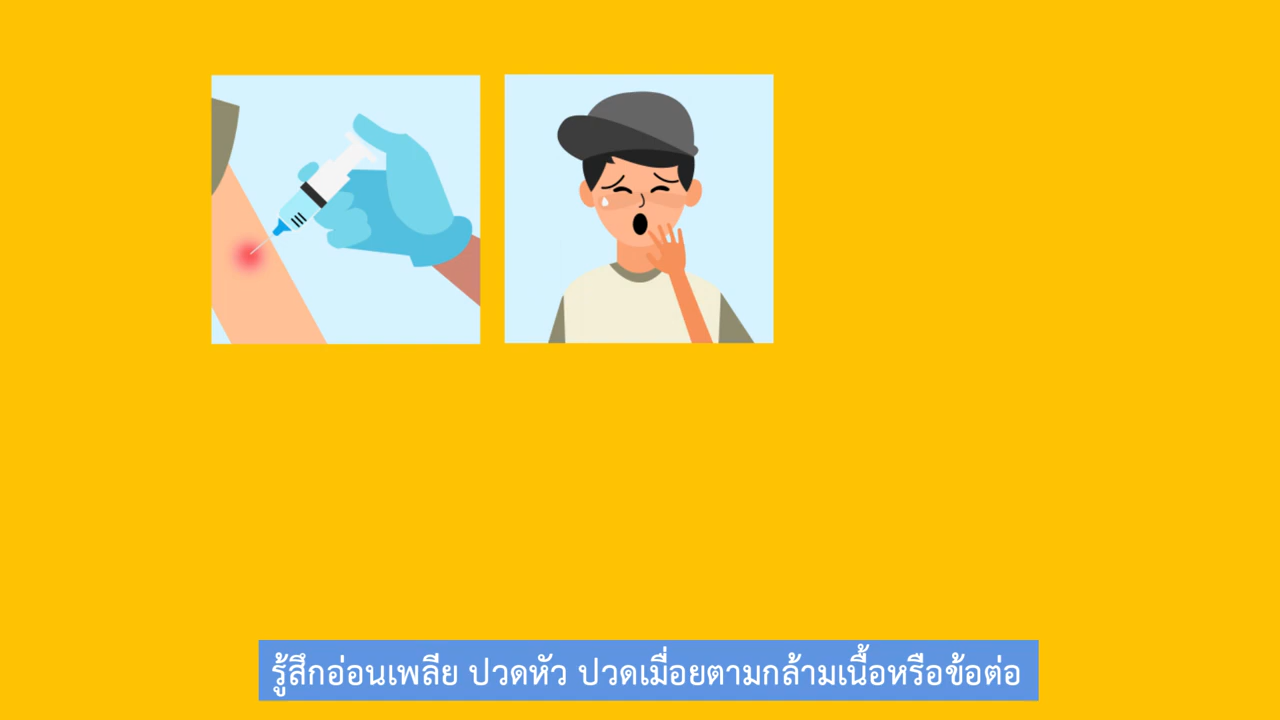 รู้สึกอ่อนเพลีย ปวดหัว ปวดเมื่อยตามกล้ามเนื้อหรือข้อต่อ